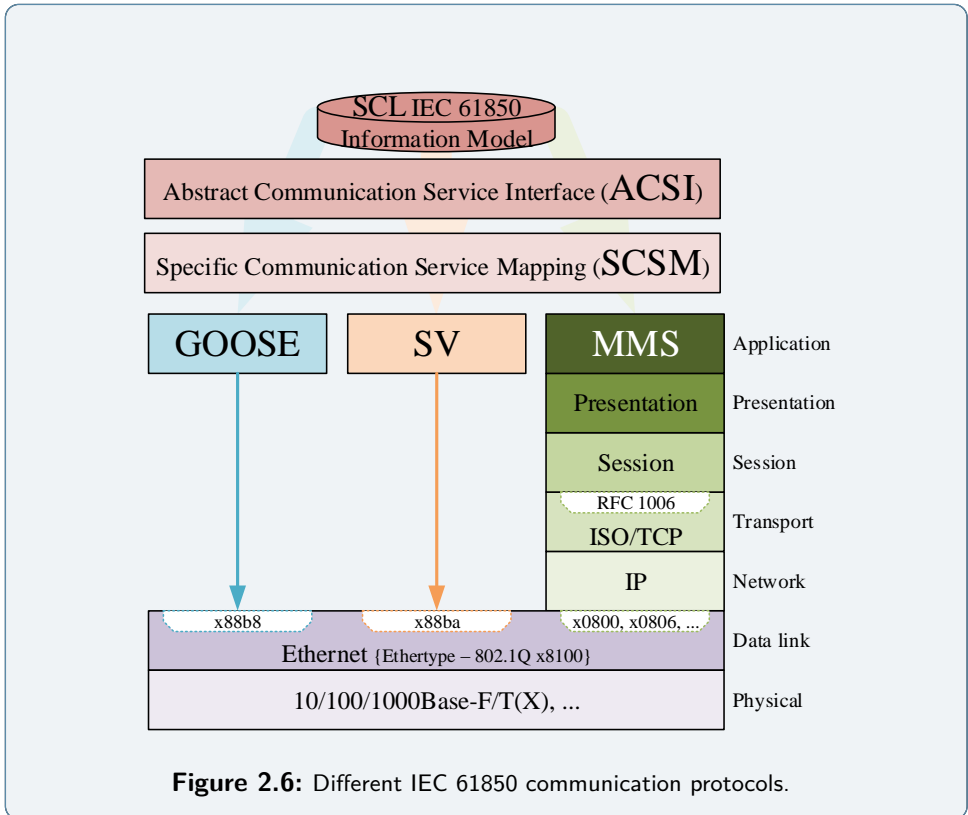 SCL IEC 61850
Information Model
Abstract Communication Service Interface (ACSI)
Specific Communication Service Mapping (SCSM)
GOOSE
SV
MMS
Application
Presentation
Presentation
Session
Session
RFC 1006
ISO/TCP
Transport
IP
Network
x88b8
x88ba
x0800, x0806, ...
Ethernet {Ethertype – 802.1Q x8100}
Data link
10/100/1000Base-F/T(X), ...
Physical
Figure 2.6: Different IEC 61850 communication protocols.